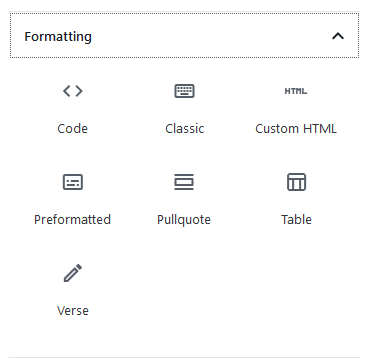 Formatting
HTML
Code
Classic
Custom HTML
Preformatted
Pullquote
Table
Verse